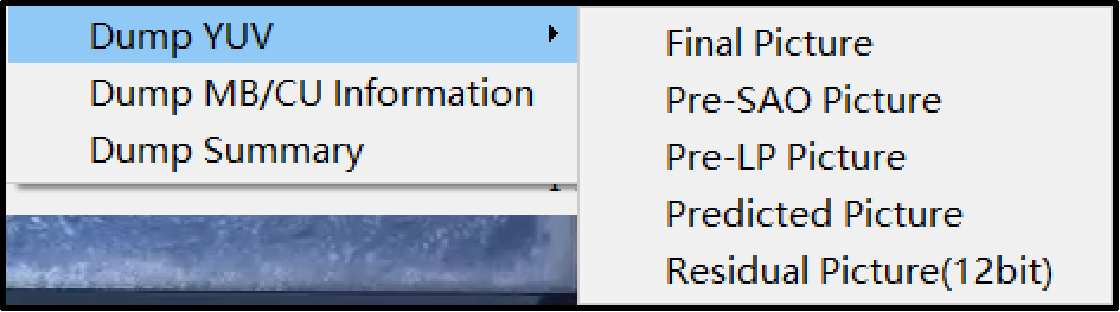 Dump YUV
Dump MB/CU Information
Dump Summary
Final Picture
Pre-SAO Picture
Pre-LP Picture
Predicted Picture
Residual Picture(12bit)